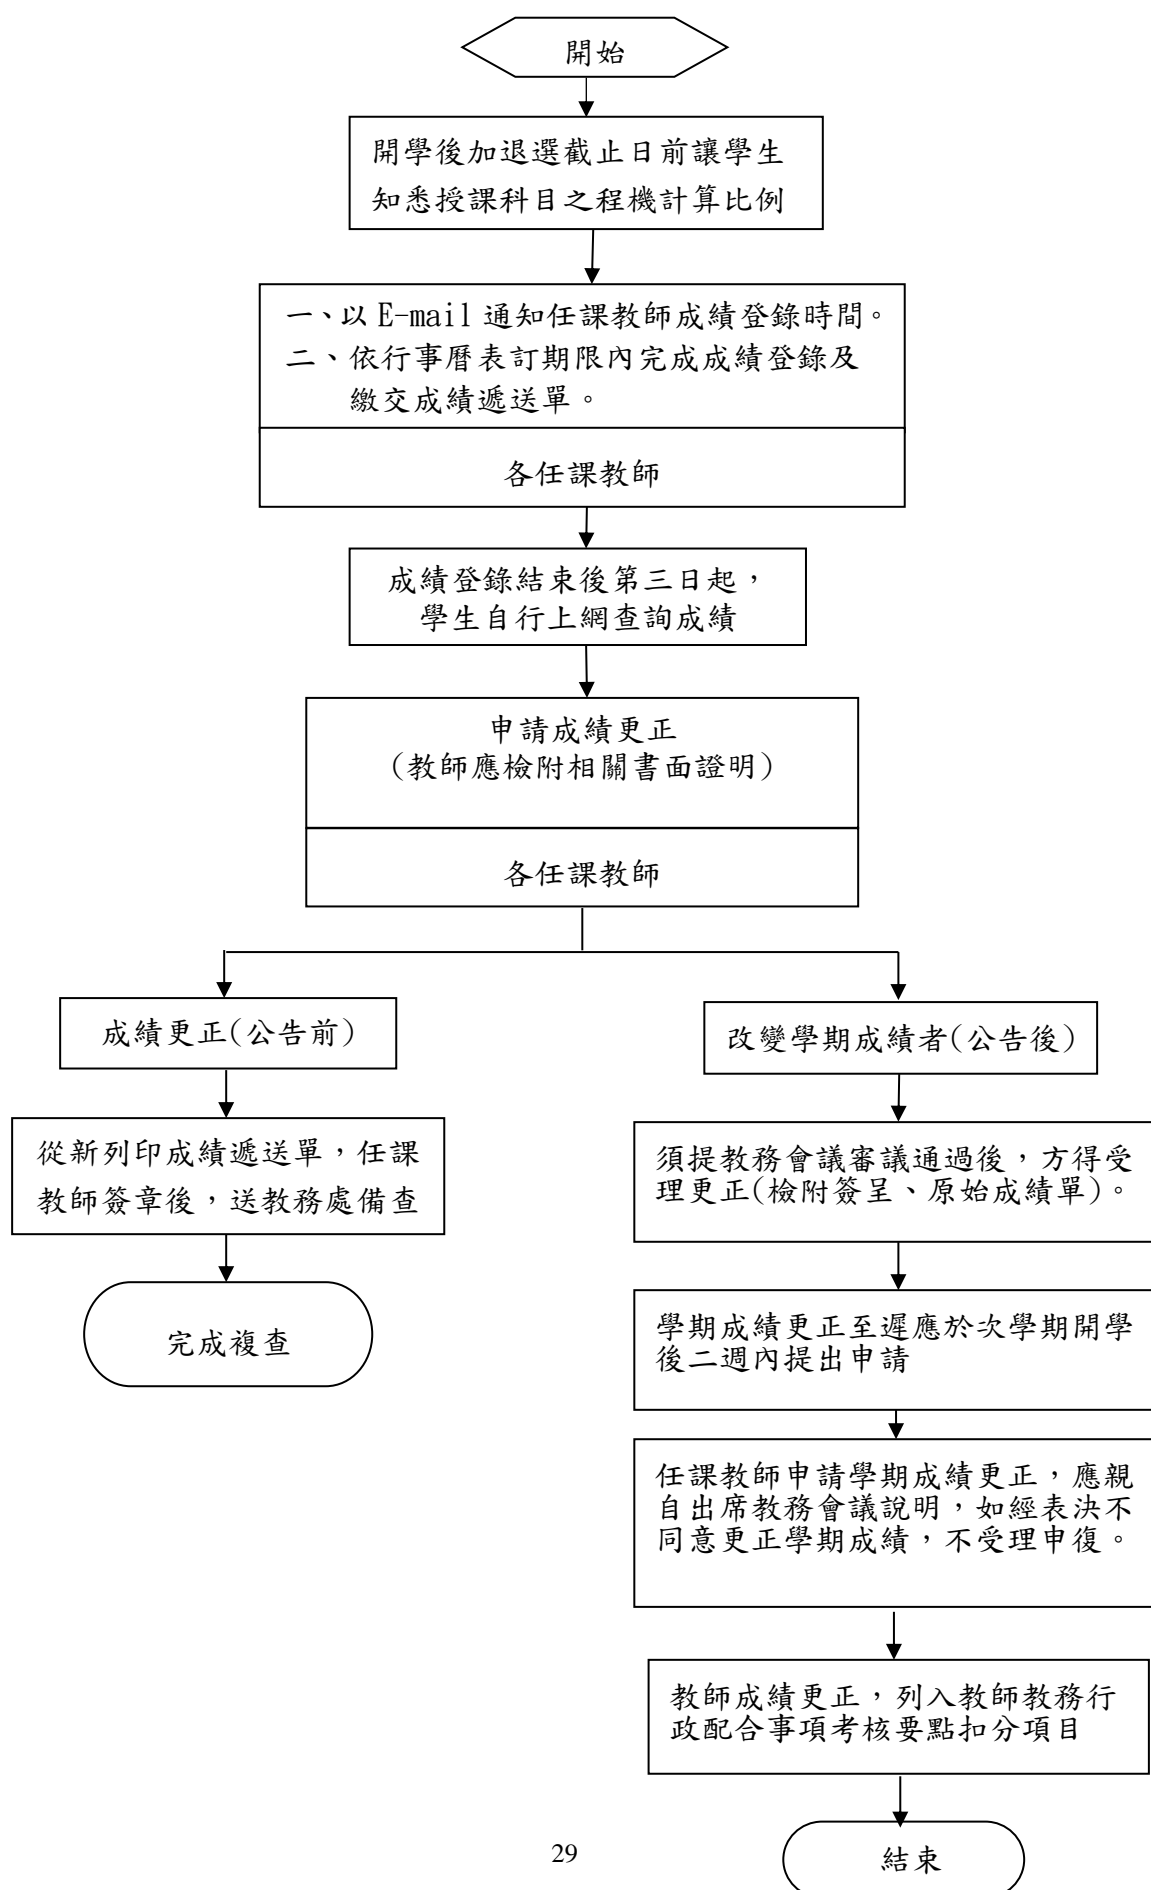 開始
開學後加退選截止日前讓學生
知悉授課科目之程機計算比例
一、以 E-mail 通知任課教師成績登錄時間。
二、依行事曆表訂期限內完成成績登錄及
繳交成績遞送單。
各任課教師
成績登錄結束後第三日起，
學生自行上網查詢成績
申請成績更正
(教師應檢附相關書面證明)
各任課教師
成績更正(公告前)
從新列印成績遞送單，任課
教師簽章後，送教務處備查
完成複查
改變學期成績者(公告後)
須提教務會議審議通過後，方得受
理更正(檢附簽呈、原始成績單)。
學期成績更正至遲應於次學期開學
後二週內提出申請
任課教師申請學期成績更正，應親
自出席教務會議說明，如經表決不
同意更正學期成績，不受理申復。
教師成績更正，列入教師教務行
政配合事項考核要點扣分項目
結束
29